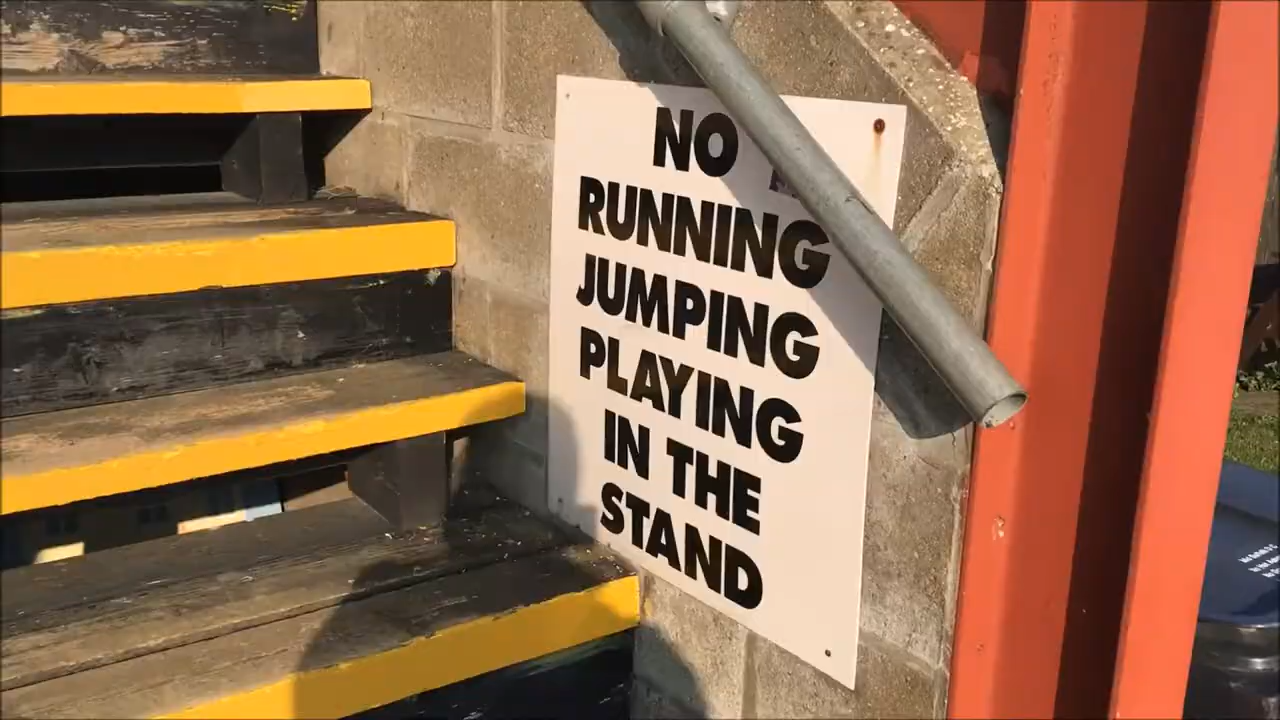 NO
RUNNING
JUMPING
PLAYING
IN THE
STAND